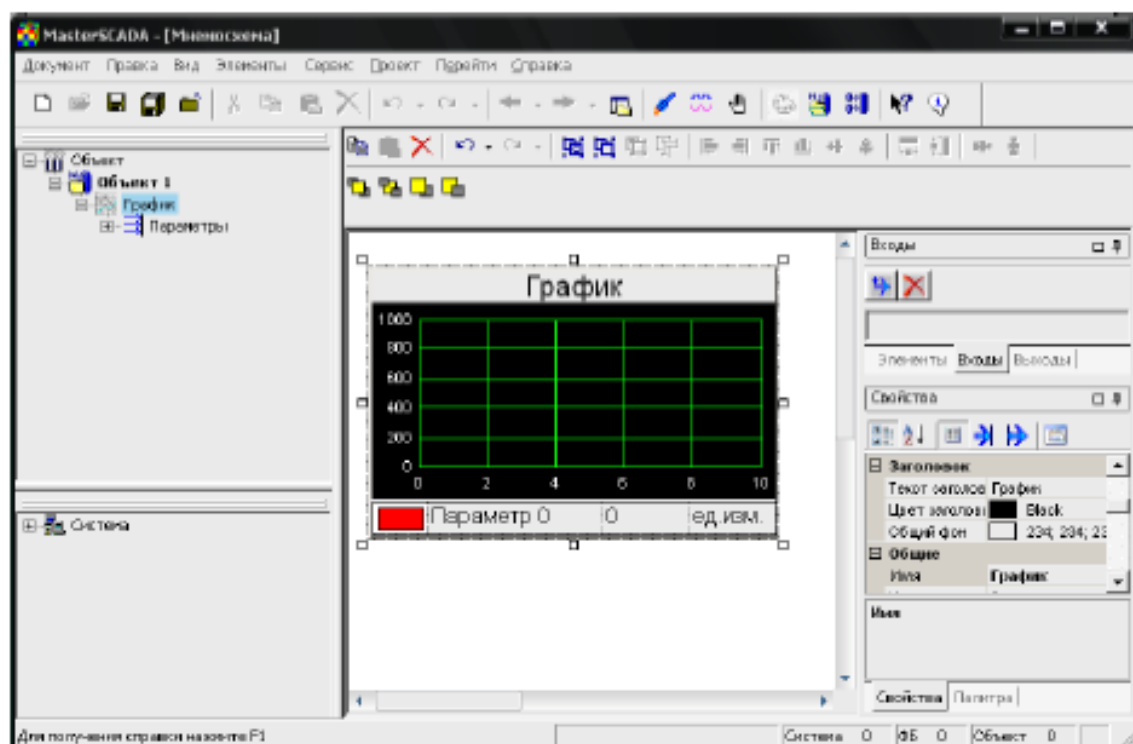 MasterSCADA - [Мнемосхема]
Документ Правка Вид Элементы Сервис Проект Перейти Справка
Объект
Объект 1
График
Параметры
Система
График
1000
800
600
400
200
0
0 2 4 6 8 10
Параметр 0 0 ед.изм.
Входы
Элементы Входы Выходы
Свойства
Заголовок
Текст заголов График
Цвет заголов Black
Общий фон 234; 234; 23
Общие
Имя График
Имя
Свойства Палитра
Для получения справки нажмите F1
Система 0 ФБ 0 Объект 0